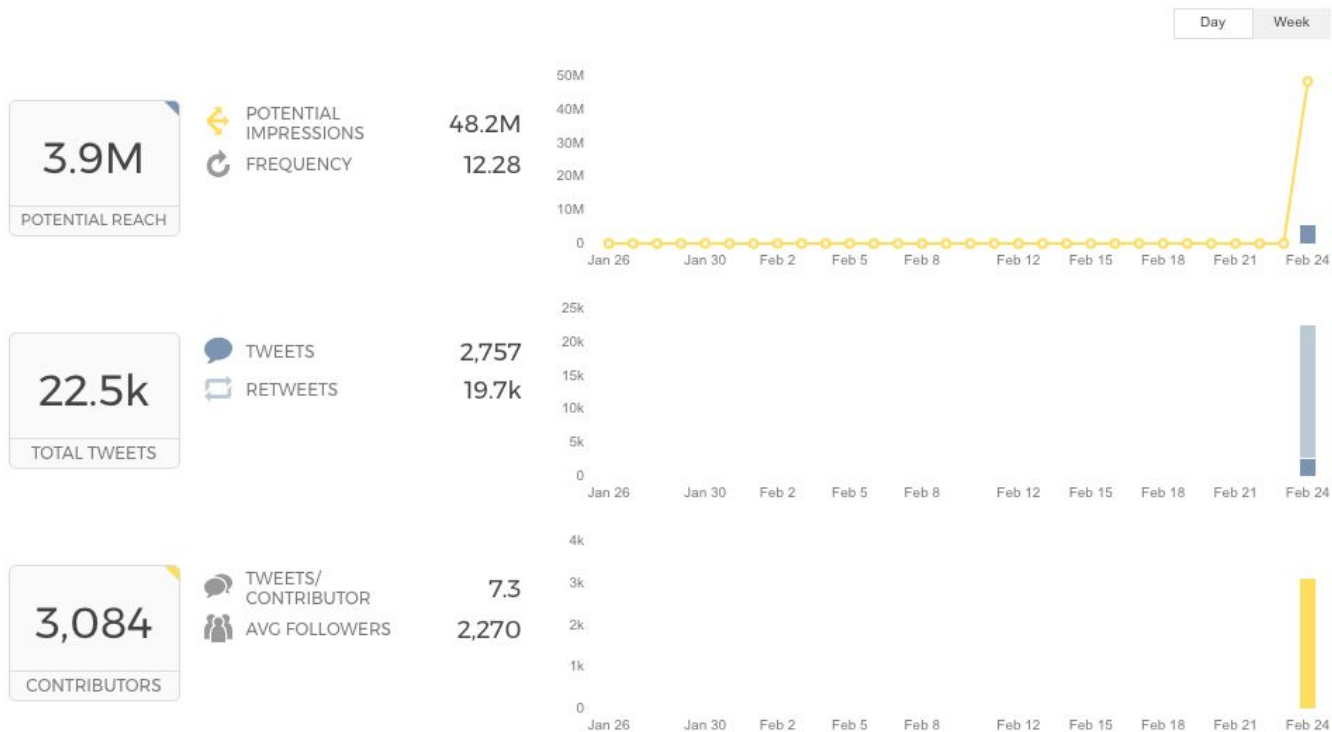 Day Week
3.9M
POTENTIAL REACH
POTENTIAL
IMPRESSIONS
48.2M
FREQUENCY
12.28
50M
40M
30M
20M
10M
0
Jan 26 Jan 30 Feb 2 Feb 5 Feb 8 Feb 12 Feb 15 Feb 18 Feb 21 Feb 24
22.5k
TOTAL TWEETS
TWEETS
2,757
RETWEETS
19.7k
25k
20k
15k
10k
5k
0
Jan 26 Jan 30 Feb 2 Feb 5 Feb 8 Feb 12 Feb 15 Feb 18 Feb 21 Feb 24
3,084
CONTRIBUTORS
TWEETS/
CONTRIBUTOR
7.3
AVG FOLLOWERS
2,270
4k
3k
2k
1k
0
Jan 26 Jan 30 Feb 2 Feb 5 Feb 8 Feb 12 Feb 15 Feb 18 Feb 21 Feb 24